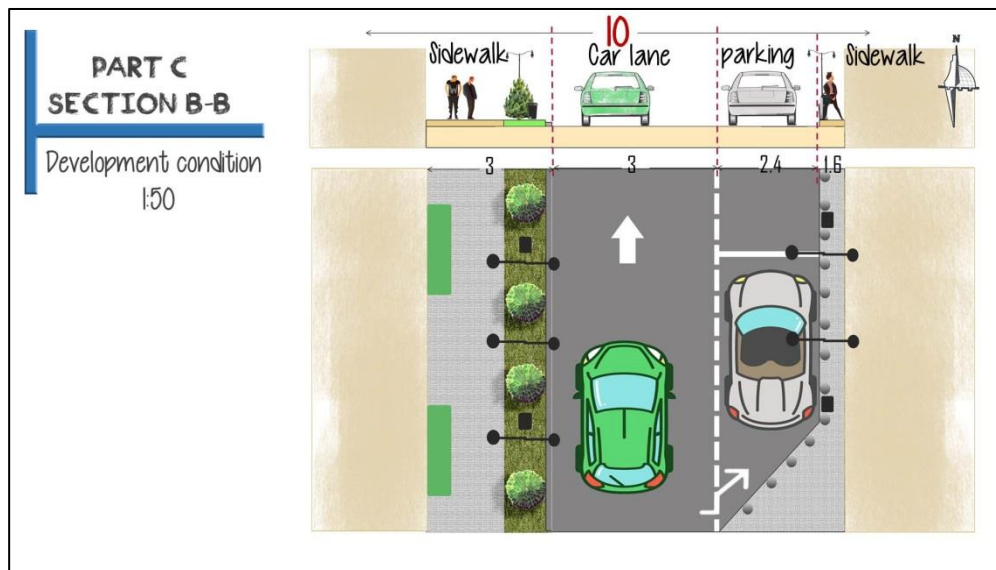 PART C
SECTION B-B
Development condition
1:50
10
Sidewalk
Car lane
parking
Sidewalk
N
3
3
2.4
1.6